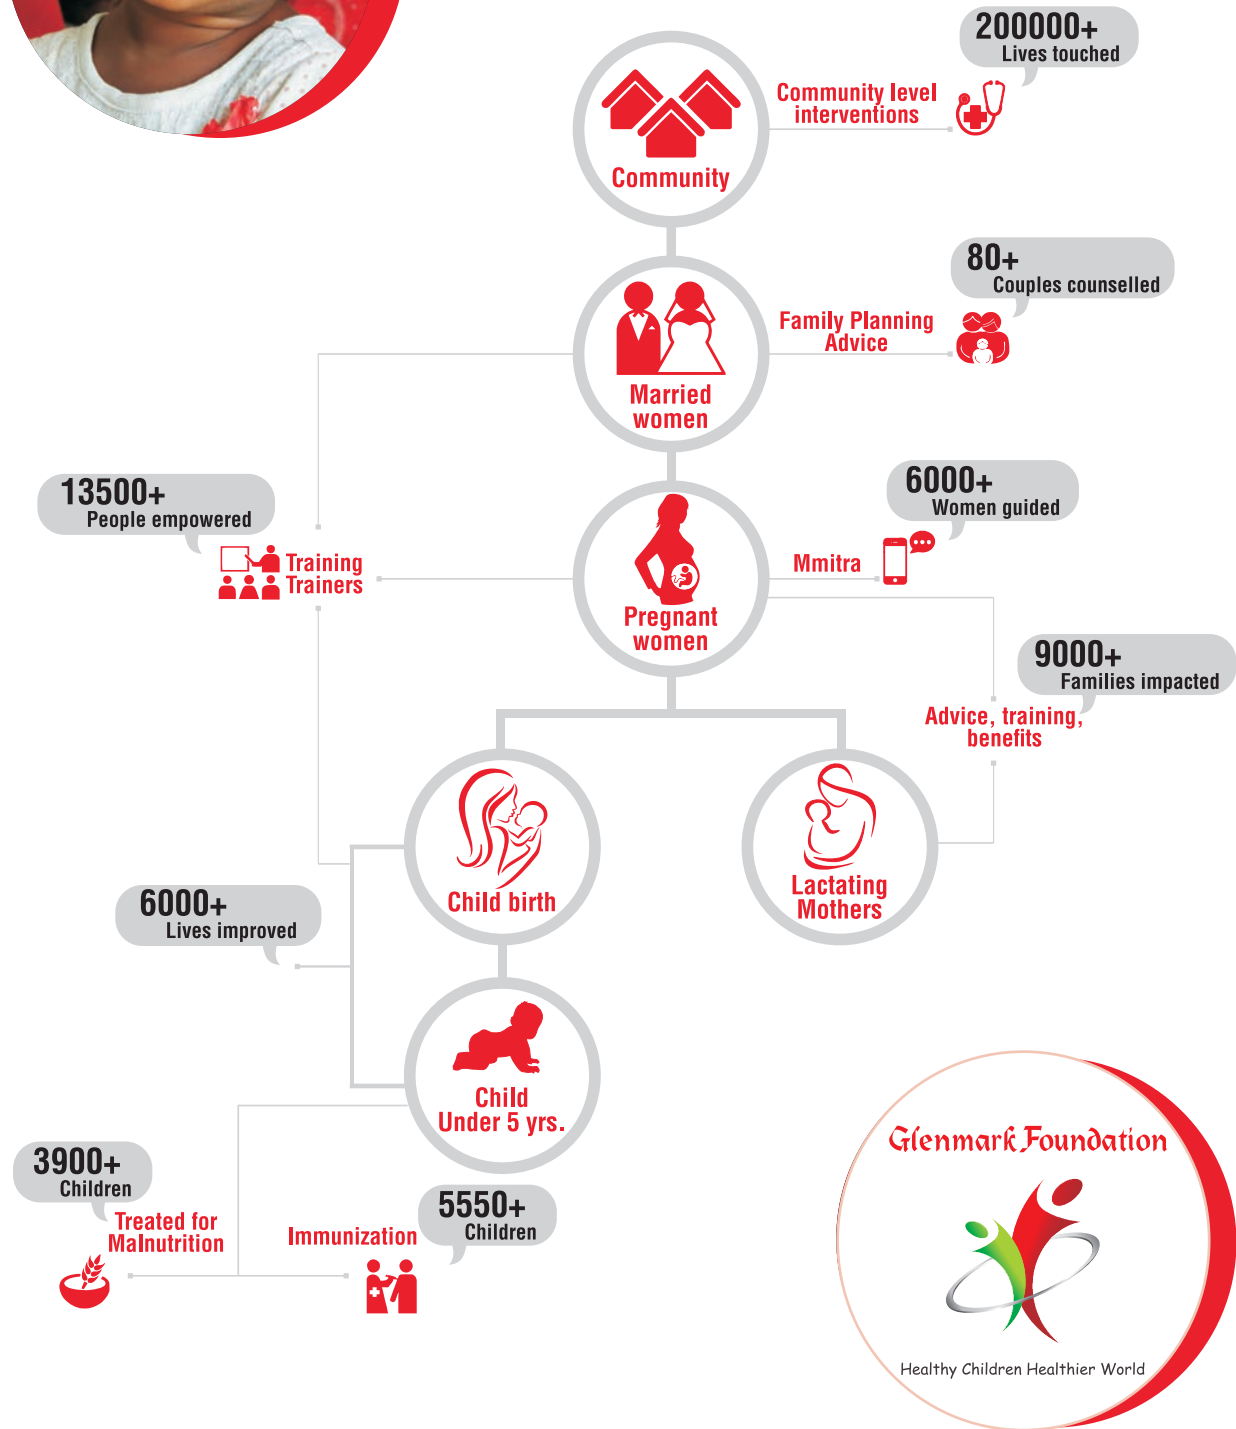 200000+
Lives touched
Community level
interventions
Community
80+
Couples counselled
Family Planning
Advice
Married
women
13500+
People empowered
Training
Trainers
6000+
Women guided
Mmitra
Pregnant
women
9000+
Families impacted
Advice, training,
benefits
Child birth
Lactating
Mothers
6000+
Lives improved
Child
Under 5 yrs.
3900+
Children
Treated for
Malnutrition
Immunization
5550+
Children
Glenmark Foundation
Healthy Children Healthier World